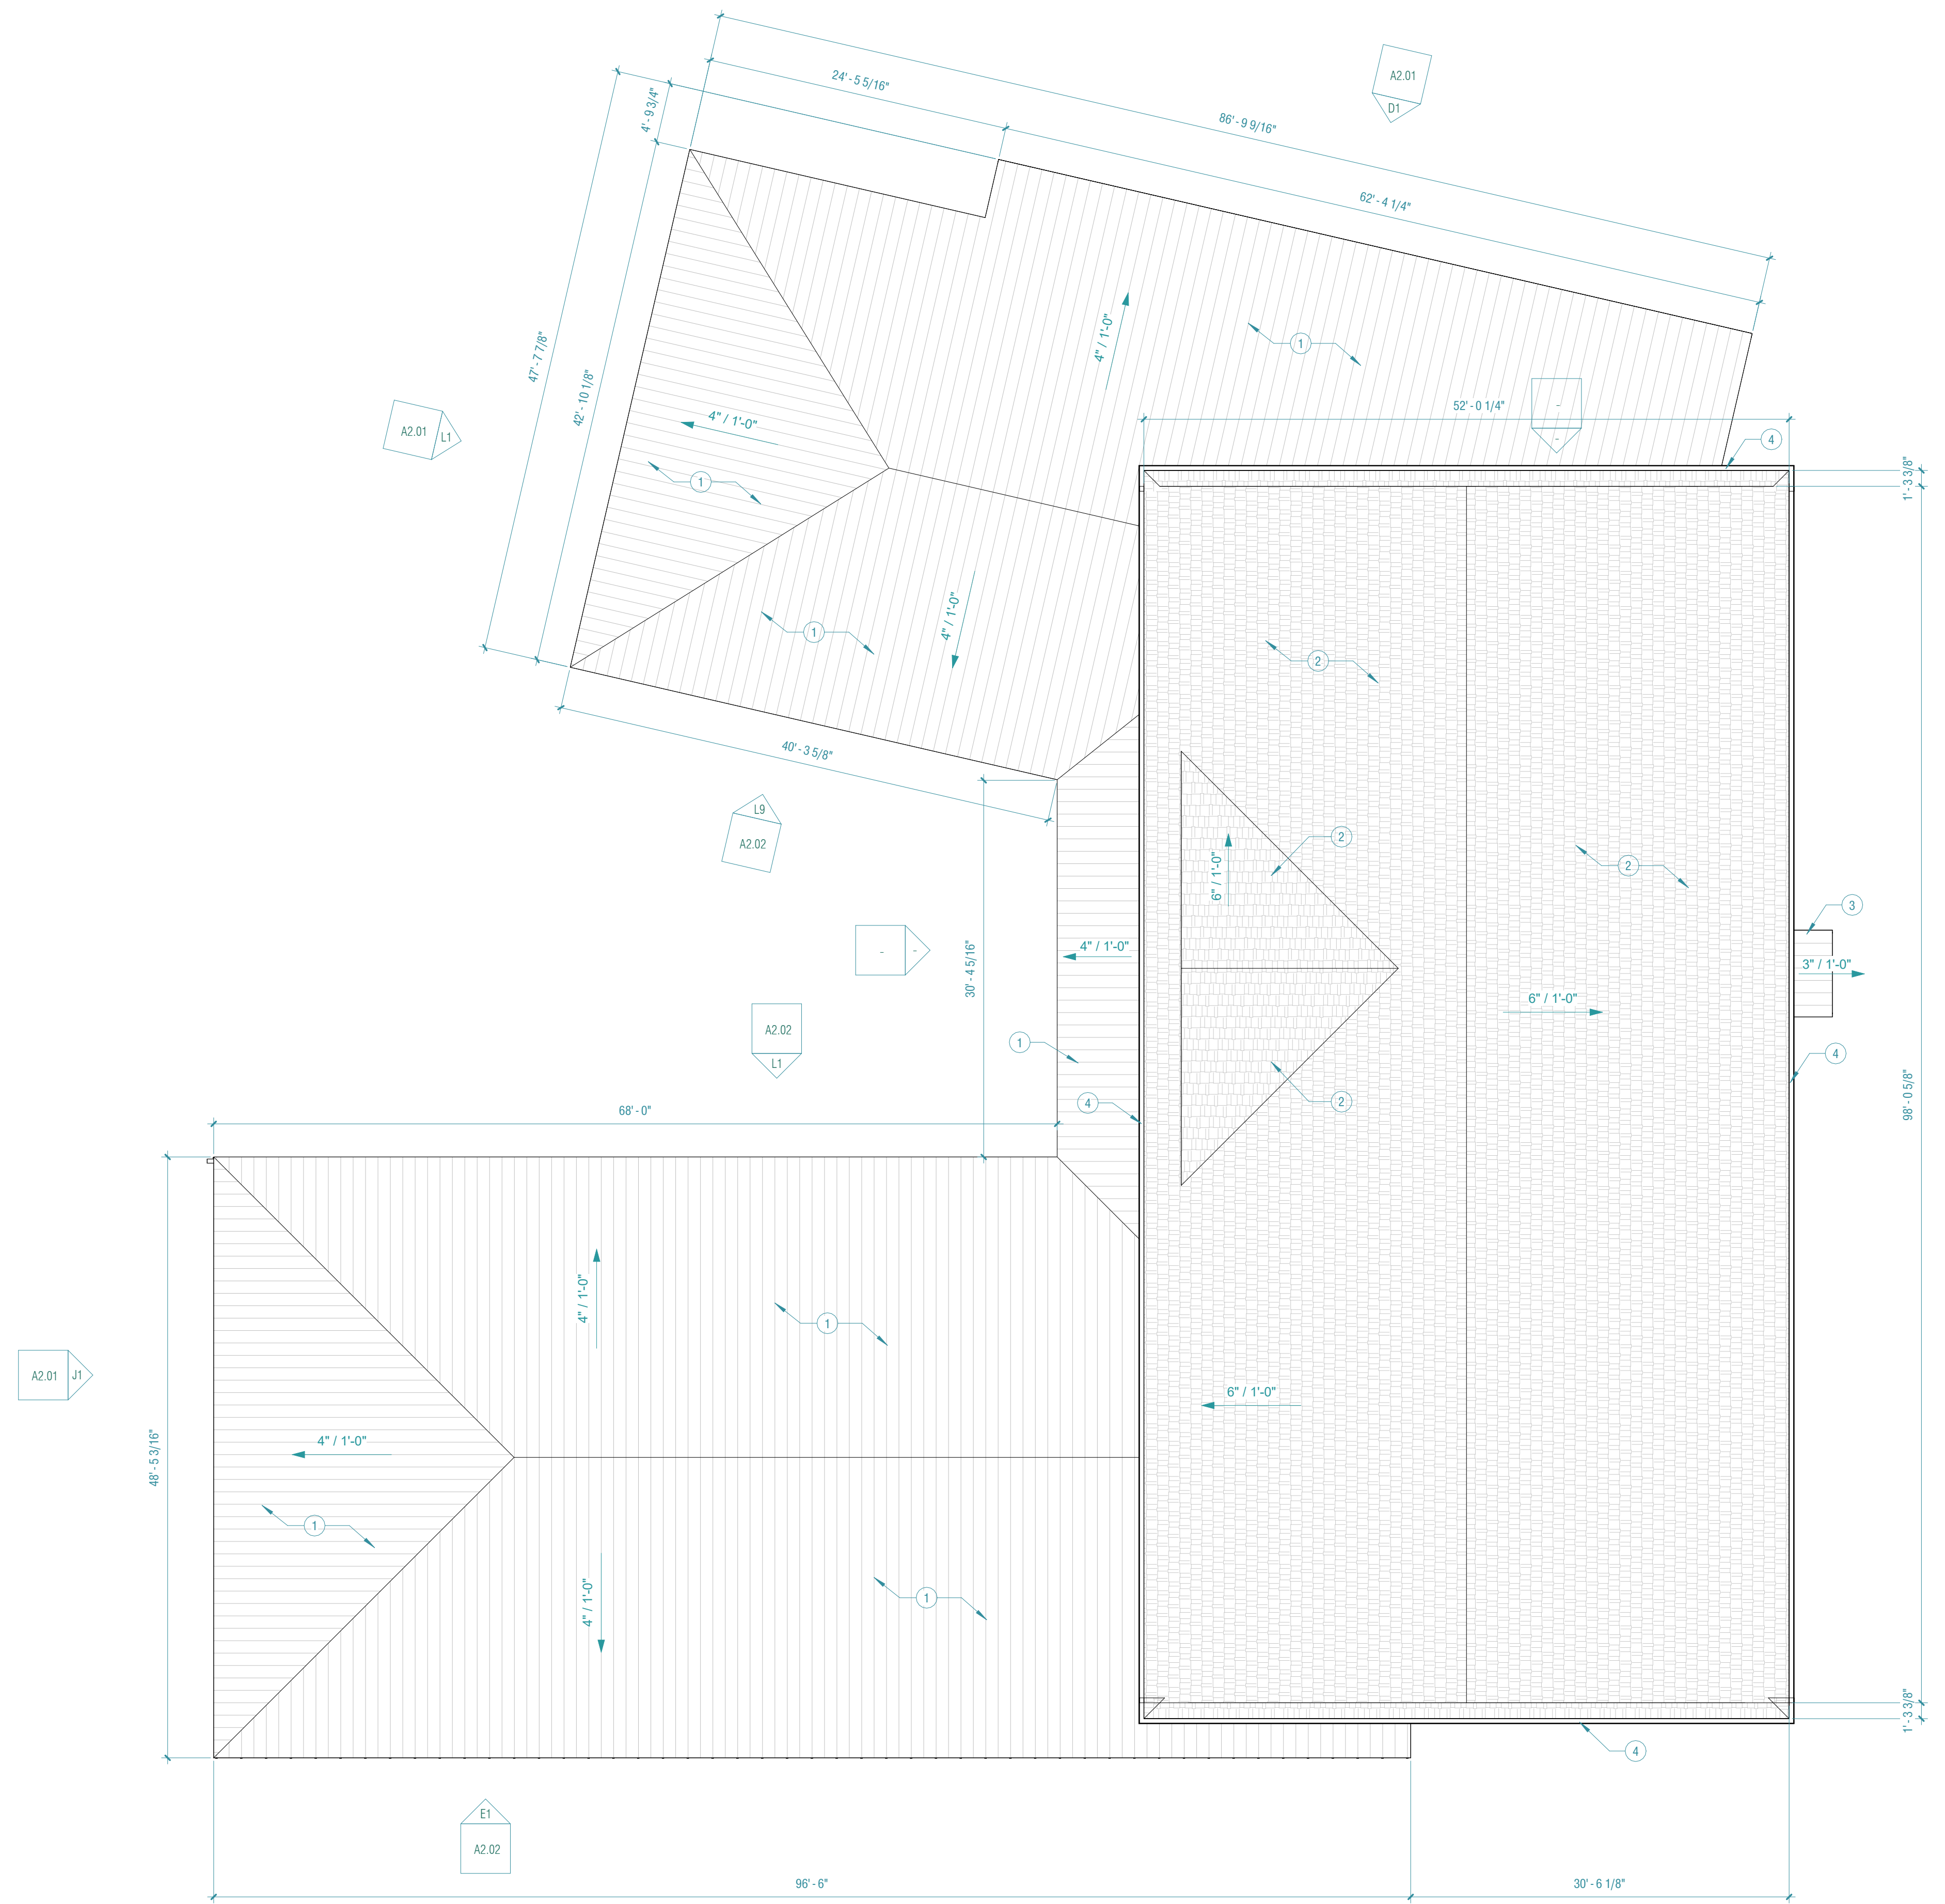 A2.01
D1
24' - 5 5/16"
86' - 9 9/16"
4' - 9 3/4"
62' - 4 1/4"
4" / 1'-0"
1
47' - 7 7/8"
42' - 10 1/8"
52' - 0 1/4"
-
-
4
A2.01
L1
4" / 1'-0"
1
1' - 3 3/8"
4" / 1'-0"
1
2
40' - 3 5/8"
L9
A2.02
2
6" / 1'-0"
2
3
-
-
4" / 1'-0"
30' - 4 5/16"
3" / 1'-0"
6" / 1'-0"
A2.02
L1
1
4
98' - 0 5/8"
68' - 0"
4
2
4" / 1'-0"
1
A2.01
J1
6" / 1'-0"
4" / 1'-0"
48' - 5 3/16"
1
4" / 1'-0"
1
1' - 3 3/8"
4
E1
A2.02
96' - 6"
30' - 6 1/8"